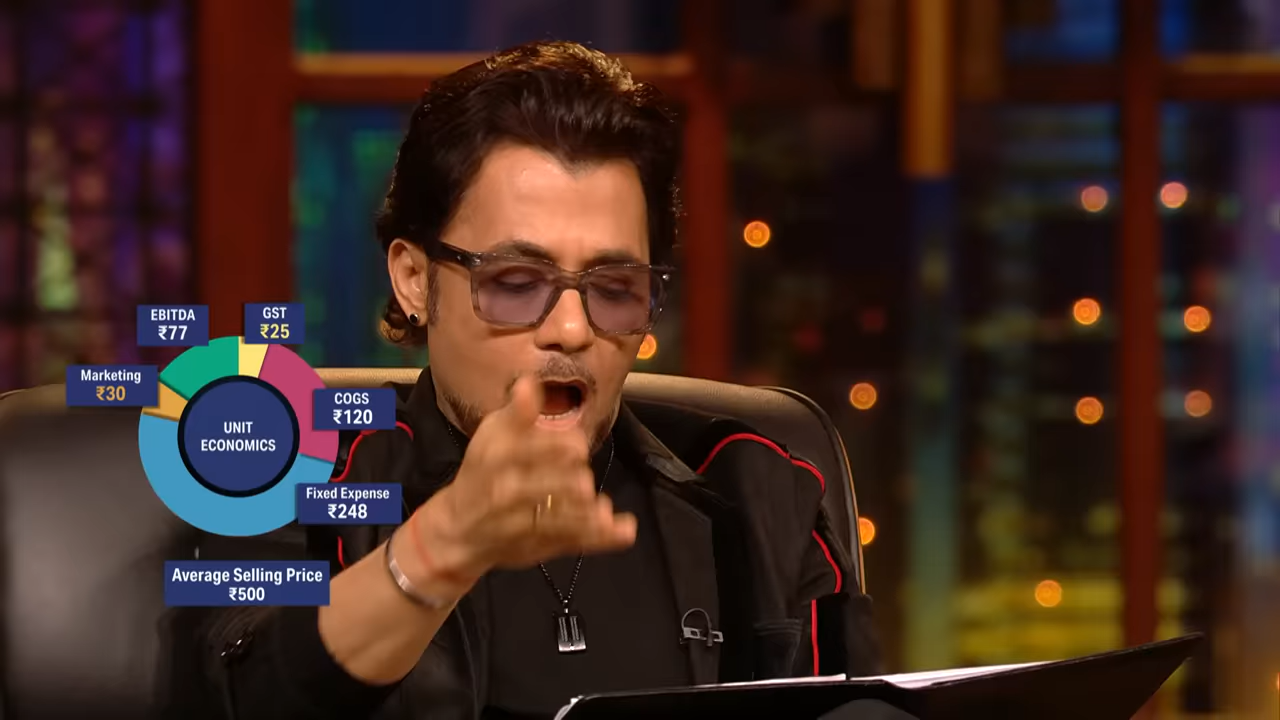 EBITDA
₹77
GST
₹25
Marketing
₹30
COGS
₹120
UNIT
ECONOMICS
Fixed Expense
₹248
Average Selling Price
₹500